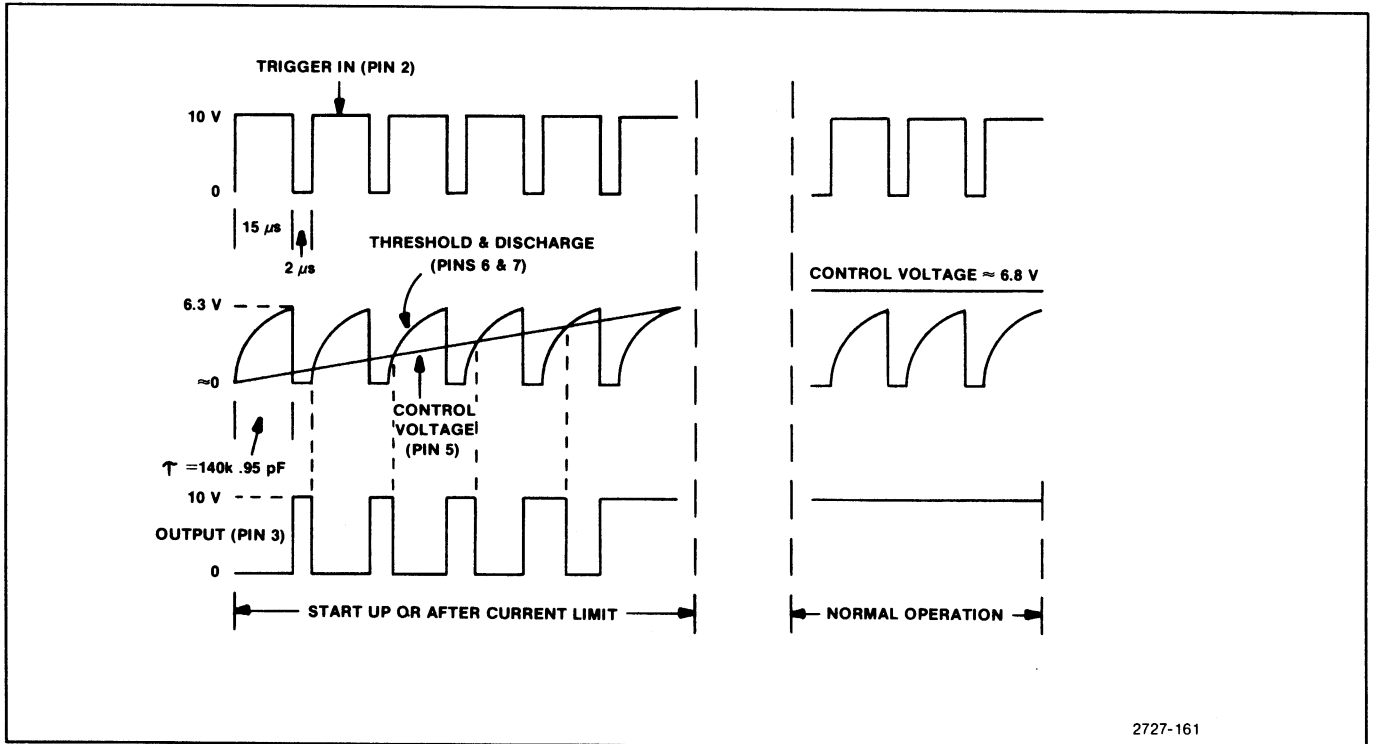 TRIGGER IN (PIN 2)
10 V
0
15 μs
2 μs
THRESHOLD & DISCHARGE
(PINS 6 & 7)
CONTROL VOLTAGE ≈ 6.8 V
6.3 V
≈0
CONTROL
VOLTAGE
(PIN 5)
τ =140k .95 pF
10 V
OUTPUT (PIN 3)
0
START UP OR AFTER CURRENT LIMIT
NORMAL OPERATION
2727-161